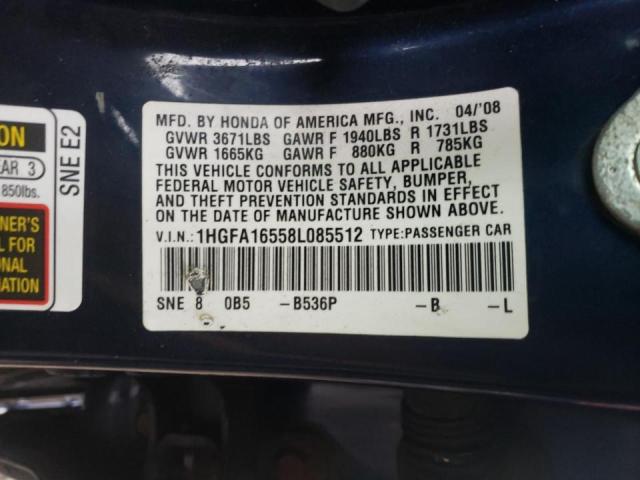 ON
AR 3
850lbs.
NER'S
L FOR
ONAL
MATION
SNE E2
MFD. BY HONDA OF AMERICA MFG., INC. 04/'08
GVWR 3671LBS GAWR F 1940LBS R 1731LBS
GVWR 1665KG GAWR F 880KG R 785KG
THIS VEHICLE CONFORMS TO ALL APPLICABLE
FEDERAL MOTOR VEHICLE SAFETY, BUMPER,
AND THEFT PREVENTION STANDARDS IN EFFECT
ON THE DATE OF MANUFACTURE SHOWN ABOVE.
V.I.N.: 1HGFA16558L085512 TYPE: PASSENGER CAR
SNE 8 0B5 -B536P -B -L